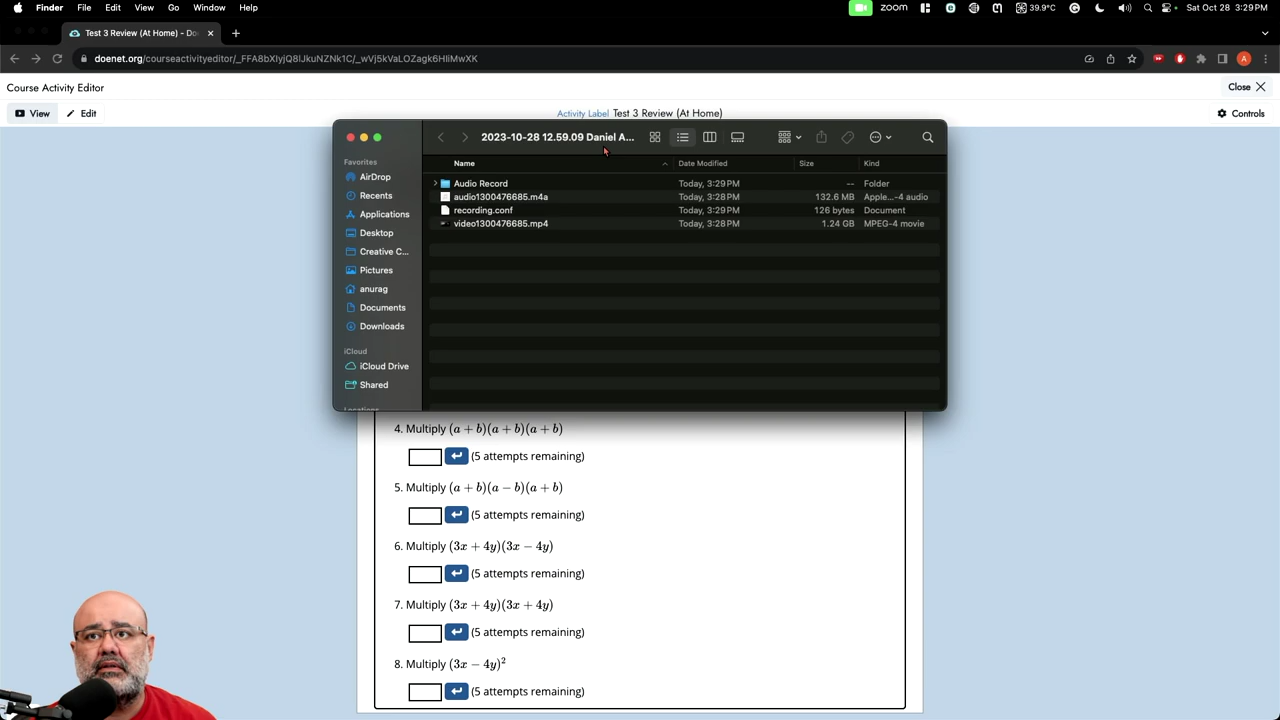 Finder File Edit View Go Window Help zoom 39.9°C Sat Oct 28 3:29 PM
Test 3 Review (At Home) - Do
doenet.org/courseactivityeditor/_FFA8bXIyjQ8lJkuNZNk1C/_wVj5kVaLOZagk6HIiMwXK A
Course Activity Editor Close
View Edit Activity Label Test 3 Review (At Home) Controls
2023-10-28 12.59.09 Daniel A...
Favorites
AirDrop
Recents
Applications
Desktop
Creative C...
Pictures
anurag
Documents
Downloads
iCloud
iCloud Drive
Shared
Locations
Name Date Modified Size Kind
Audio Record Today, 3:29 PM -- Folder
audio1300476685.m4a Today, 3:28 PM 132.6 MB Apple...-4 audio
recording.conf Today, 3:29 PM 126 bytes Document
video1300476685.mp4 Today, 3:28 PM 1.24 GB MPEG-4 movie
4. Multiply (a + b)(a + b)(a + b)
(5 attempts remaining)
5. Multiply (a + b)(a − b)(a + b)
(5 attempts remaining)
6. Multiply (3x + 4y)(3x − 4y)
(5 attempts remaining)
7. Multiply (3x + 4y)(3x + 4y)
(5 attempts remaining)
8. Multiply (3x − 4y)²
(5 attempts remaining)